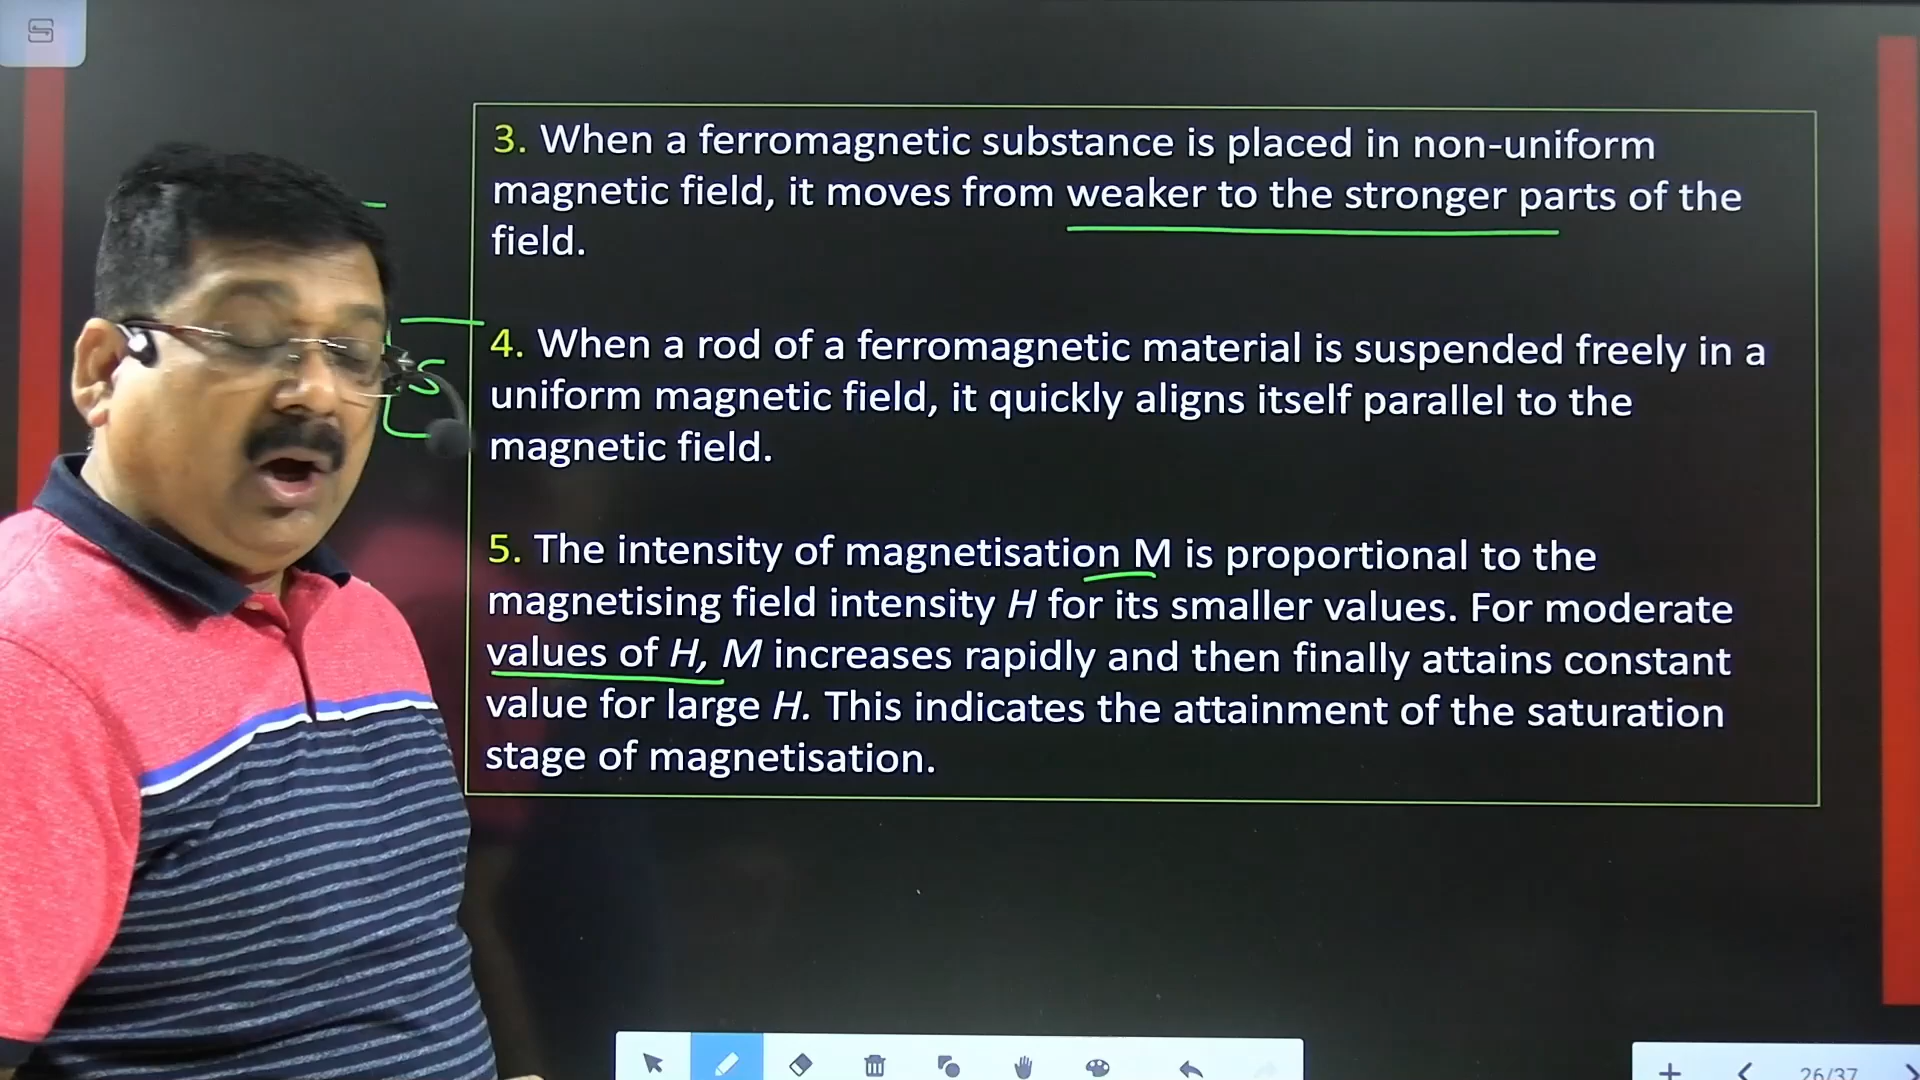 3. When a ferromagnetic substance is placed in non-uniform
magnetic field, it moves from weaker to the stronger parts of the
field.
4. When a rod of a ferromagnetic material is suspended freely in a
uniform magnetic field, it quickly aligns itself parallel to the
magnetic field.
S
5. The intensity of magnetisation M is proportional to the
magnetising field intensity H for its smaller values. For moderate
values of H, M increases rapidly and then finally attains constant
value for large H. This indicates the attainment of the saturation
stage of magnetisation.
26/37